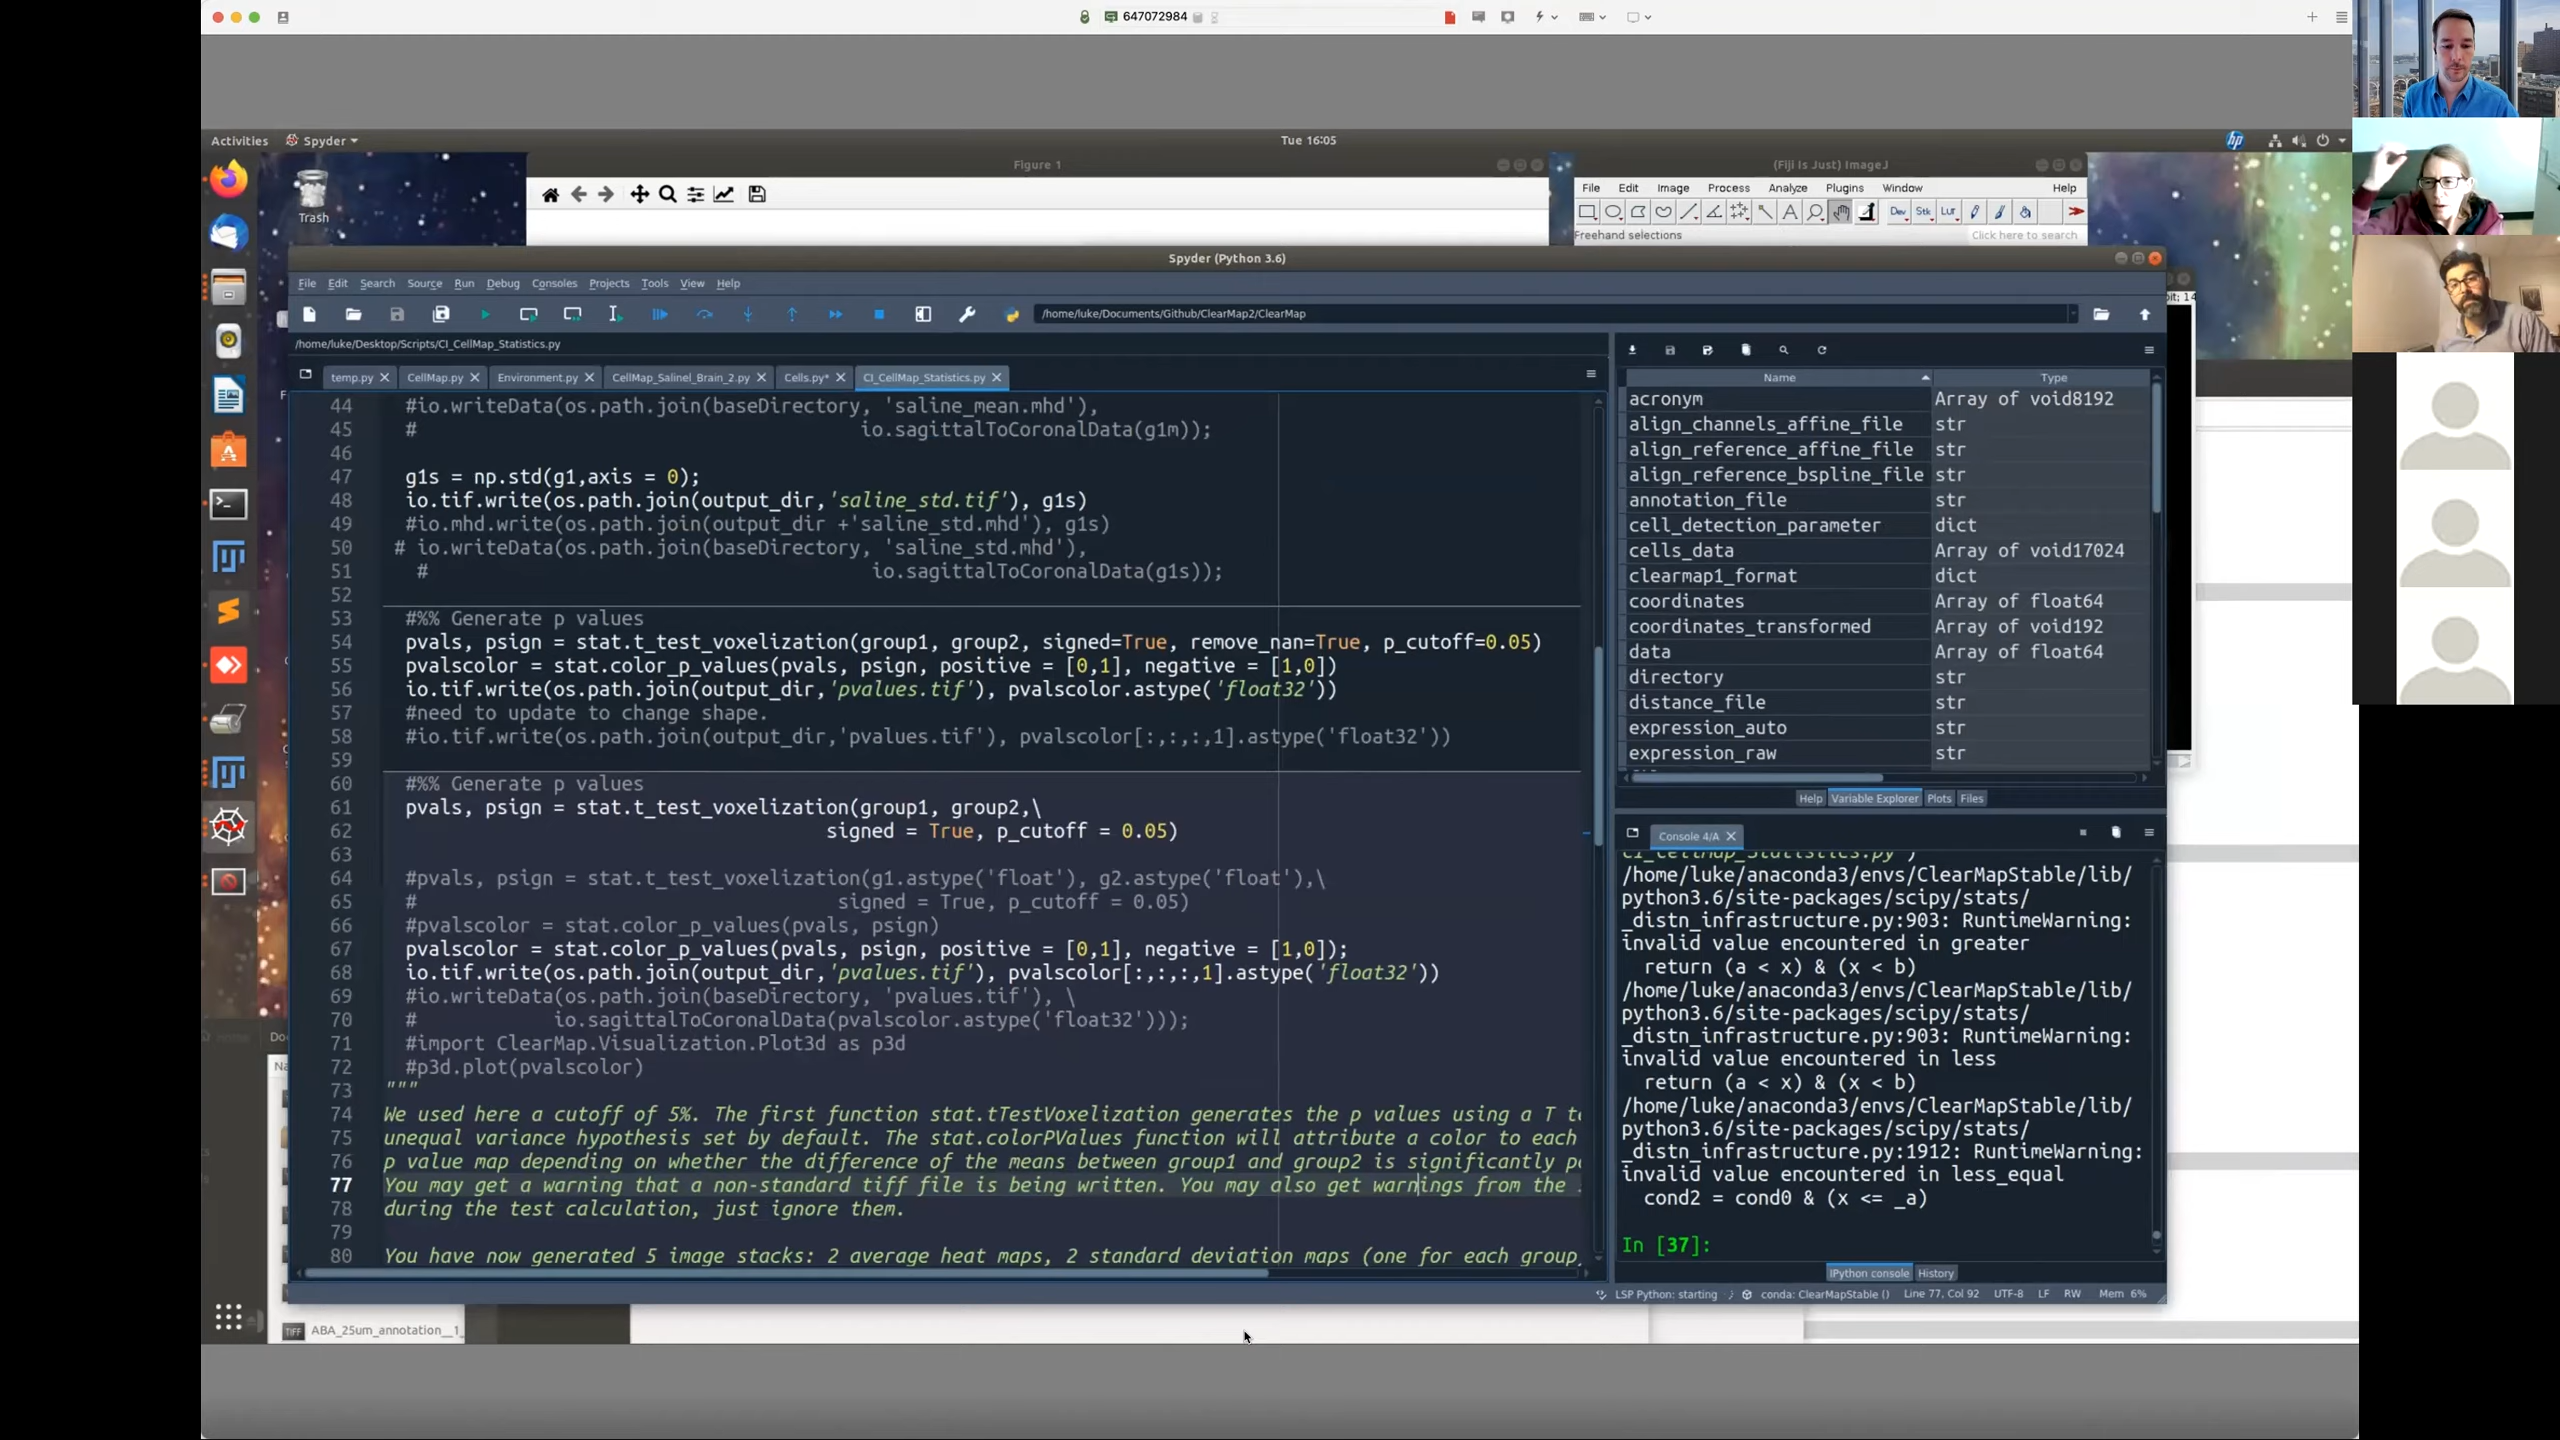 647072984
Activities Spyder Tue 16:05
Trash
Figure 1
(Fiji Is Just) ImageJ
File Edit Image Process Analyze Plugins Window Help
Dev Stk Lut
Freehand selections Click here to search
Spyder (Python 3.6)
File Edit Search Source Run Debug Consoles Projects Tools View Help
/home/luke/Documents/Github/ClearMap2/ClearMap
/home/luke/Desktop/Scripts/CI_CellMap_Statistics.py
temp.py CellMap.py Environment.py CellMap_Salinel_Brain_2.py Cells.py* CI_CellMap_Statistics.py
44 #io.writeData(os.path.join(baseDirectory, 'saline_mean.mhd'),
45 # io.sagittalToCoronalData(g1m));
46
47 g1s = np.std(g1,axis = 0);
48 io.tif.write(os.path.join(output_dir,'saline_std.tif'), g1s)
49 #io.mhd.write(os.path.join(output_dir +'saline_std.mhd'), g1s)
50 # io.writeData(os.path.join(baseDirectory, 'saline_std.mhd'),
51 # io.sagittalToCoronalData(g1s));
52
53 #%% Generate p values
54 pvals, psign = stat.t_test_voxelization(group1, group2, signed=True, remove_nan=True, p_cutoff=0.05)
55 pvalscolor = stat.color_p_values(pvals, psign, positive = [0,1], negative = [1,0])
56 io.tif.write(os.path.join(output_dir,'pvalues.tif'), pvalscolor.astype('float32'))
57 #need to update to change shape.
58 #io.tif.write(os.path.join(output_dir,'pvalues.tif'), pvalscolor[:,:,:,1].astype('float32'))
59
60 #%% Generate p values
61 pvals, psign = stat.t_test_voxelization(group1, group2,\
62 signed = True, p_cutoff = 0.05)
63
64 #pvals, psign = stat.t_test_voxelization(g1.astype('float'), g2.astype('float'),\
65 # signed = True, p_cutoff = 0.05)
66 #pvalscolor = stat.color_p_values(pvals, psign)
67 pvalscolor = stat.color_p_values(pvals, psign, positive = [0,1], negative = [1,0]);
68 io.tif.write(os.path.join(output_dir,'pvalues.tif'), pvalscolor[:,:,:,1].astype('float32'))
69 #io.writeData(os.path.join(baseDirectory, 'pvalues.tif'), \
70 # io.sagittalToCoronalData(pvalscolor.astype('float32')));
71 #import ClearMap.Visualization.Plot3d as p3d
72 #p3d.plot(pvalscolor)
73 """
74 We used here a cutoff of 5%. The first function stat.tTestVoxelization generates the p values using a T
75 unequal variance hypothesis set by default. The stat.colorPValues function will attribute a color to each
76 p value map depending on whether the difference of the means between group1 and group2 is significantly
77 You may get a warning that a non-standard tiff file is being written. You may also get warnings from the
78 during the test calculation, just ignore them.
79
80 You have now generated 5 image stacks: 2 average heat maps, 2 standard deviation maps (one for each group,
Name Type
acronym Array of void8192
align_channels_affine_file str
align_reference_affine_file str
align_reference_bspline_file str
annotation_file str
cell_detection_parameter dict
cells_data Array of void17024
clearmap1_format dict
coordinates Array of float64
coordinates_transformed Array of void192
data Array of float64
directory str
distance_file str
expression_auto str
expression_raw str
Help Variable Explorer Plots Files
Console 4/A
CI_CellMap_Statistics.py')
/home/luke/anaconda3/envs/ClearMapStable/lib/
python3.6/site-packages/scipy/stats/
_distn_infrastructure.py:903: RuntimeWarning:
invalid value encountered in greater
return (a < x) & (x < b)
/home/luke/anaconda3/envs/ClearMapStable/lib/
python3.6/site-packages/scipy/stats/
_distn_infrastructure.py:903: RuntimeWarning:
invalid value encountered in less
return (a < x) & (x < b)
/home/luke/anaconda3/envs/ClearMapStable/lib/
python3.6/site-packages/scipy/stats/
_distn_infrastructure.py:1912: RuntimeWarning:
invalid value encountered in less_equal
cond2 = cond0 & (x <= _a)
In [37]:
IPython console History
LSP Python: starting conda: ClearMapStable () Line 77, Col 92 UTF-8 LF RW Mem 6%
TIFF ABA_25um_annotation__1_